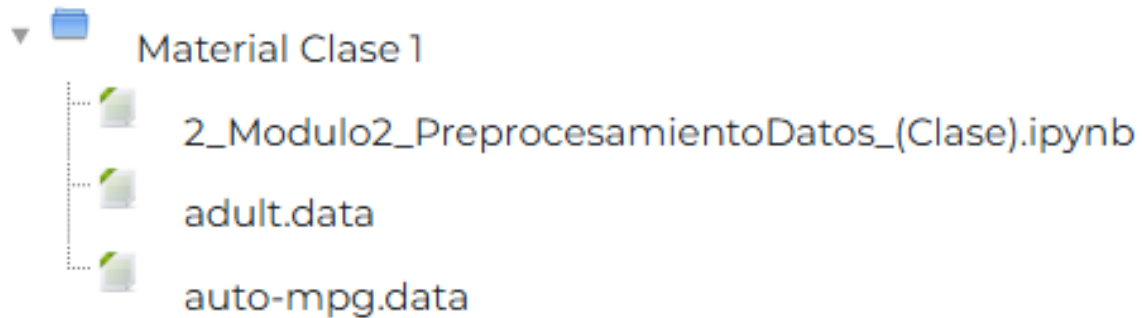 Material Clase 1
2_Modulo2_PreprocesamientoDatos_(Clase).ipynb
adult.data
auto-mpg.data